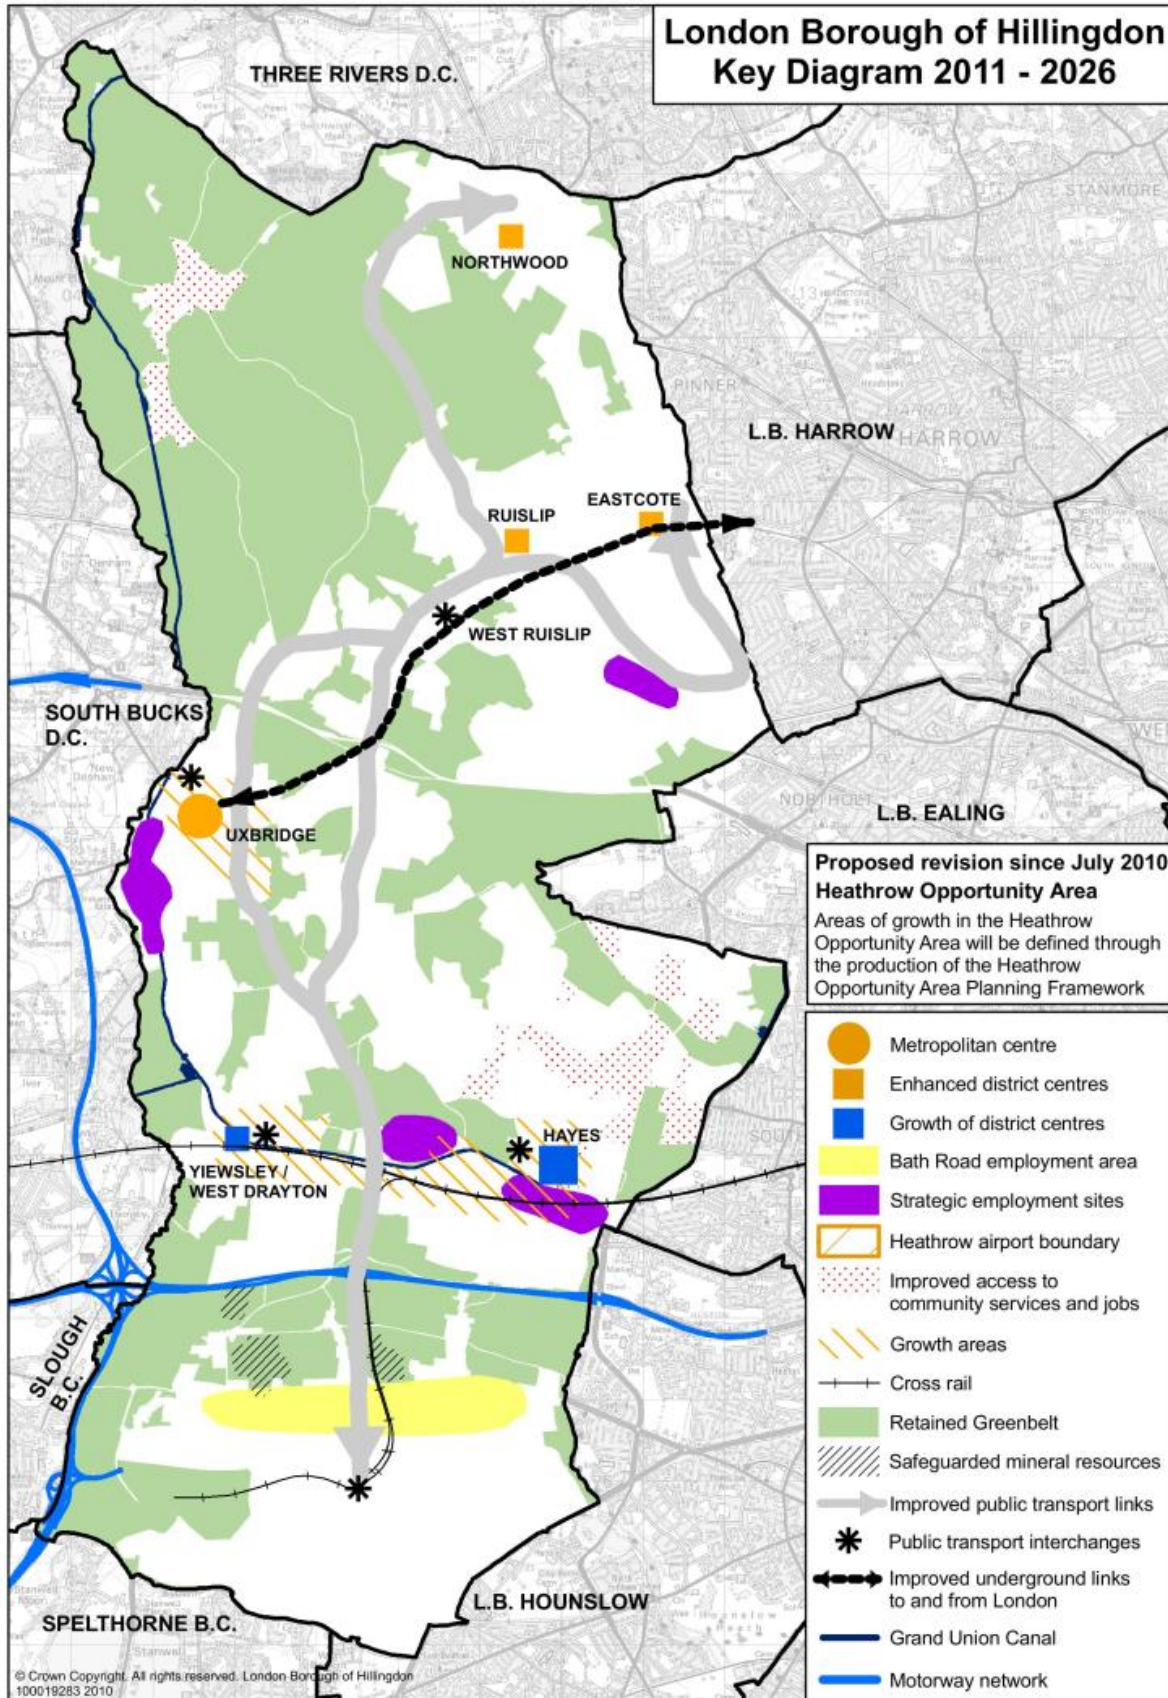 London Borough of Hillingdon
Key Diagram 2011 - 2026
THREE RIVERS D.C.
STANMORE
NORTHWOOD
PINNER
L.B. HARROW
HARROW
EASTCOTE
RUISLIP
WEST RUISLIP
SOUTH BUCKS
D.C.
NORTHOLT
L.B. EALING
UXBRIDGE
Proposed revision since July 2010
Heathrow Opportunity Area
Areas of growth in the Heathrow
Opportunity Area will be defined through
the production of the Heathrow
Opportunity Area Planning Framework
HAYES
YIEWSLEY /
WEST DRAYTON
SLOUGH
B.C.
L.B. HOUNSLOW
SPELTHORNE B.C.
Metropolitan centre
Enhanced district centres
Growth of district centres
Bath Road employment area
Strategic employment sites
Heathrow airport boundary
Improved access to
community services and jobs
Growth areas
Cross rail
Retained Greenbelt
Safeguarded mineral resources
Improved public transport links
Public transport interchanges
Improved underground links
to and from London
Grand Union Canal
Motorway network
© Crown Copyright. All rights reserved. London Borough of Hillingdon
100019283 2010